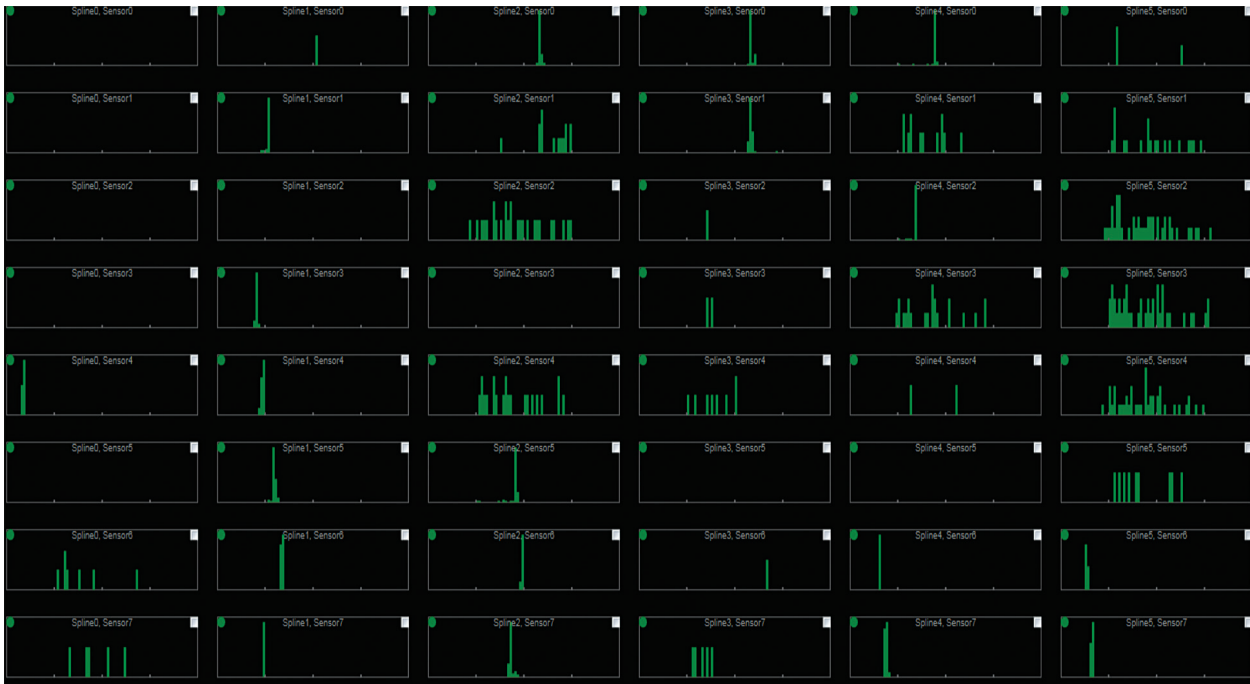 Spline0, Sensor0 Spline1, Sensor0 Spline2, Sensor0 Spline3, Sensor0 Spline4, Sensor0 Spline5, Sensor0
Spline0, Sensor1 Spline1, Sensor1 Spline2, Sensor1 Spline3, Sensor1 Spline4, Sensor1 Spline5, Sensor1
Spline0, Sensor2 Spline1, Sensor2 Spline2, Sensor2 Spline3, Sensor2 Spline4, Sensor2 Spline5, Sensor2
Spline0, Sensor3 Spline1, Sensor3 Spline2, Sensor3 Spline3, Sensor3 Spline4, Sensor3 Spline5, Sensor3
Spline0, Sensor4 Spline1, Sensor4 Spline2, Sensor4 Spline3, Sensor4 Spline4, Sensor4 Spline5, Sensor4
Spline0, Sensor5 Spline1, Sensor5 Spline2, Sensor5 Spline3, Sensor5 Spline4, Sensor5 Spline5, Sensor5
Spline0, Sensor6 Spline1, Sensor6 Spline2, Sensor6 Spline3, Sensor6 Spline4, Sensor6 Spline5, Sensor6
Spline0, Sensor7 Spline1, Sensor7 Spline2, Sensor7 Spline3, Sensor7 Spline4, Sensor7 Spline5, Sensor7